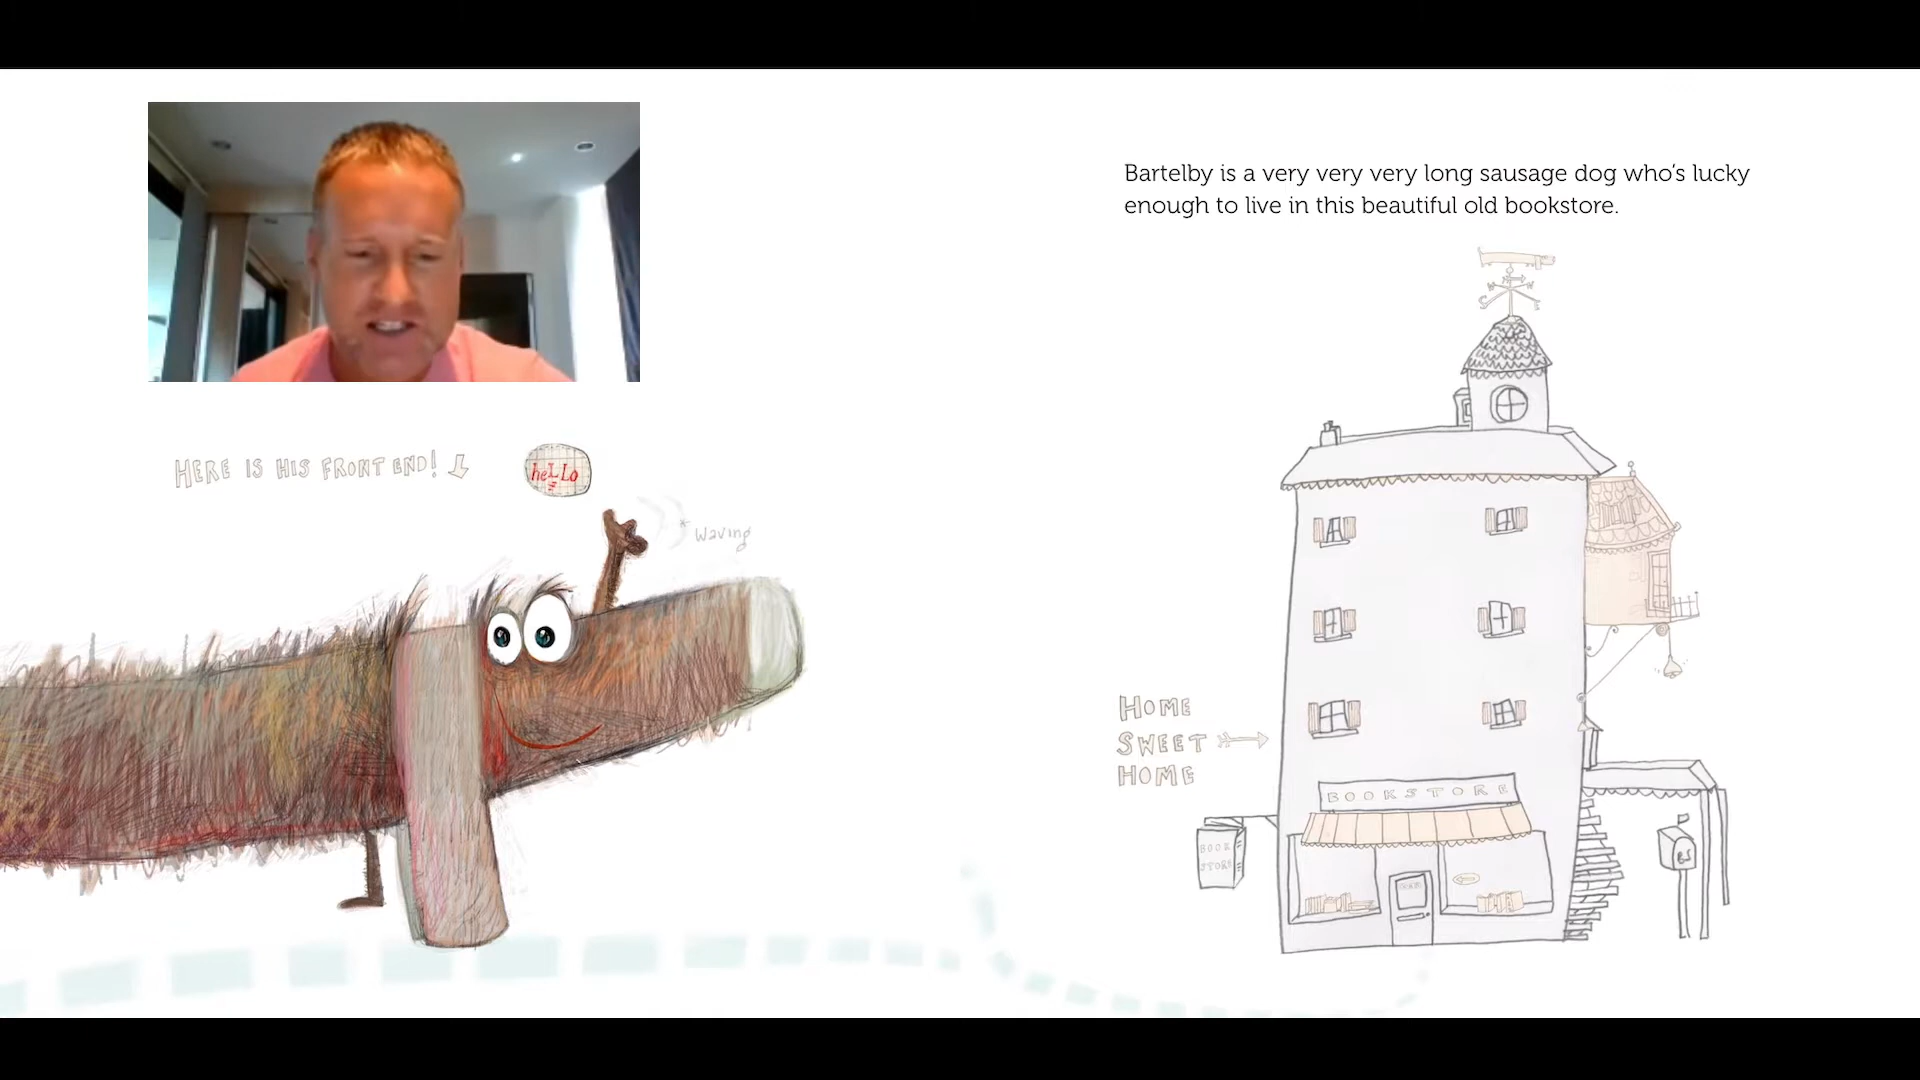 Bartelby is a very very very long sausage dog who's lucky
enough to live in this beautiful old bookstore.
HERE IS HIS FRONT END!
heLLo
waving
HOME
SWEET
HOME
BOOKSTORE
BOOK
STORE
BS